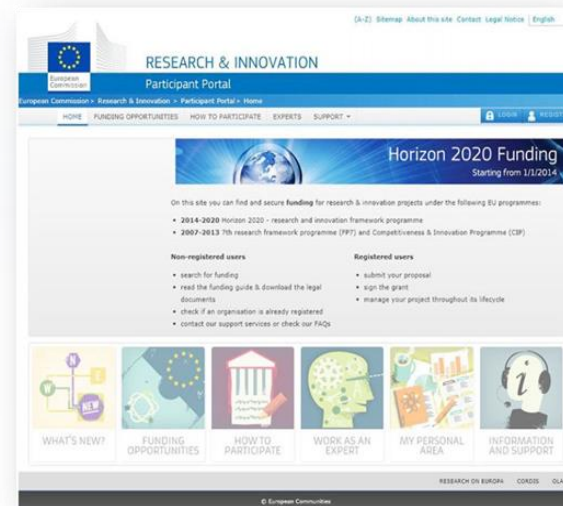 (A-Z) Sitemap About this site Contact Legal Notice English
RESEARCH & INNOVATION
European
Commission
Participant Portal
European Commission > Research & Innovation > Participant Portal > Home
HOME FUNDING OPPORTUNITIES HOW TO PARTICIPATE EXPERTS SUPPORT LOGIN REGIST
Horizon 2020 Funding
Starting from 1/1/2014
On this site you can find and secure funding for research & innovation projects under the following EU programmes:
• 2014-2020 Horizon 2020 - research and innovation framework programme
• 2007-2013 7th research framework programme (FP7) and Competitiveness & Innovation Programme (CIP)
Non-registered users
• search for funding
• read the funding guide & download the legal
documents
• check if an organisation is already registered
• contact our support services or check our FAQs
Registered users
• submit your proposal
• sign the grant
• manage your project throughout its lifecycle
N
E
W
NEW
i
WHAT'S NEW?
FUNDING
OPPORTUNITIES
HOW TO
PARTICIPATE
WORK AS AN
EXPERT
MY PERSONAL
AREA
INFORMATION
AND SUPPORT
RESEARCH ON EUROPA CORDIS OLA
© European Communities